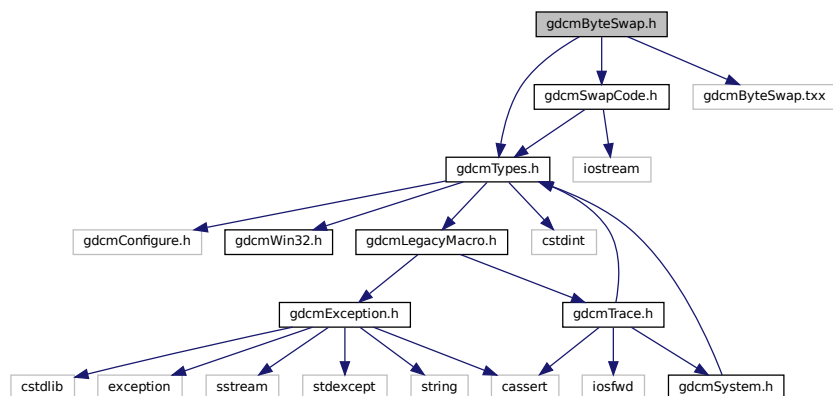 gdcmByteSwap.h
gdcmSwapCode.h
gdcmByteSwap.txx
gdcmTypes.h
iostream
gdcmConfigure.h
gdcmWin32.h
gdcmLegacyMacro.h
cstdint
gdcmException.h
gdcmTrace.h
cstdlib
exception
sstream
stdexcept
string
cassert
iosfwd
gdcmSystem.h